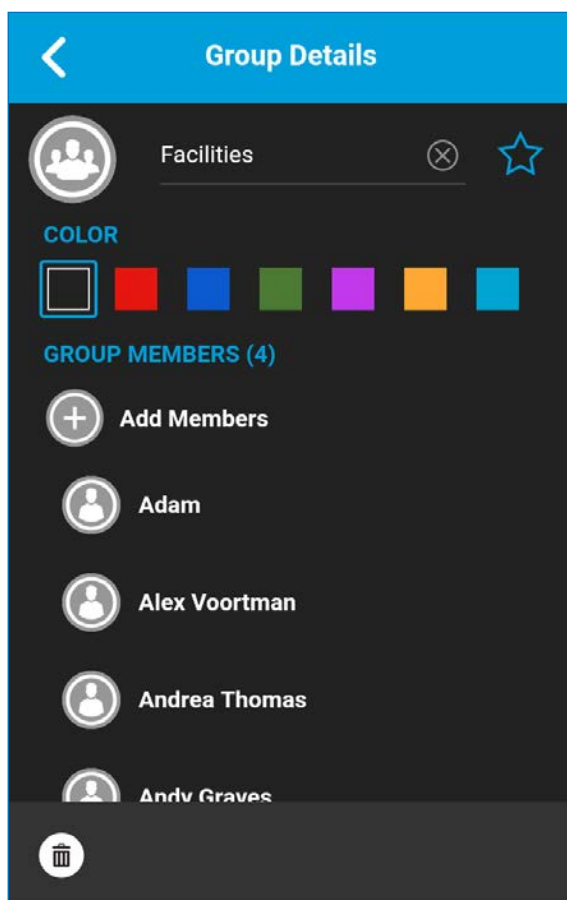 Group Details
Facilities
COLOR
GROUP MEMBERS (4)
Add Members
Adam
Alex Voortman
Andrea Thomas
Andy Graves